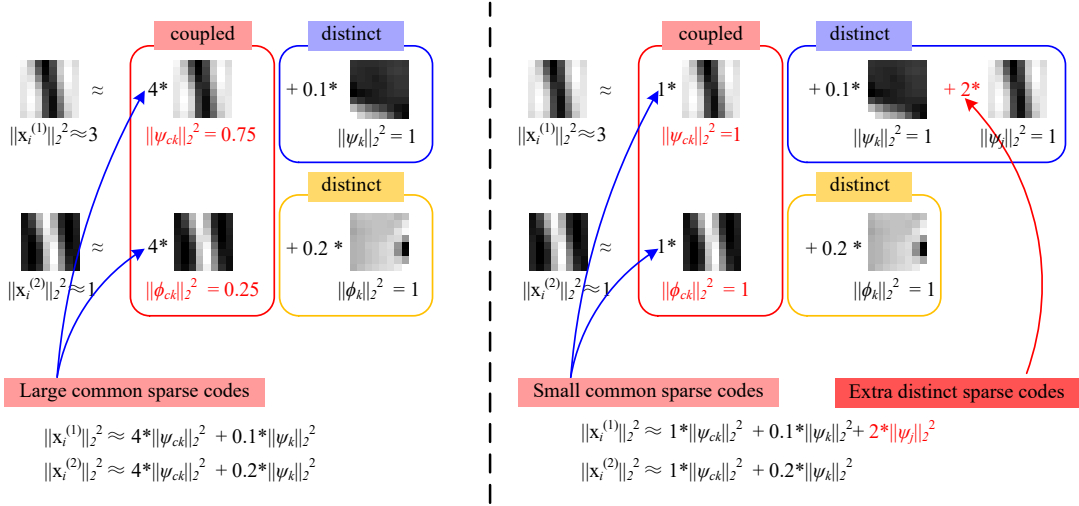 coupled
distinct
≈ 4* + 0.1*
||x_i^(1)||_2^2 ≈3 ||ψ_ck||_2^2 = 0.75 ||ψ_k||_2^2 = 1
distinct
≈ 4* + 0.2 *
||x_i^(2)||_2^2 ≈1 ||ϕ_ck||_2^2 = 0.25 ||ϕ_k||_2^2 = 1
Large common sparse codes
||x_i^(1)||_2^2 ≈ 4*||ψ_ck||_2^2 + 0.1*||ψ_k||_2^2
||x_i^(2)||_2^2 ≈ 4*||ψ_ck||_2^2 + 0.2*||ψ_k||_2^2
coupled
distinct
≈ 1* + 0.1* + 2*
||x_i^(1)||_2^2 ≈3 ||ψ_ck||_2^2 =1 ||ψ_k||_2^2 = 1 ||ψ_j||_2^2 = 1
distinct
≈ 1* + 0.2 *
||x_i^(2)||_2^2 ≈1 ||ϕ_ck||_2^2 = 1 ||ϕ_k||_2^2 = 1
Small common sparse codes
Extra distinct sparse codes
||x_i^(1)||_2^2 ≈ 1*||ψ_ck||_2^2 + 0.1*||ψ_k||_2^2+ 2*||ψ_j||_2^2
||x_i^(2)||_2^2 ≈ 1*||ψ_ck||_2^2 + 0.2*||ψ_k||_2^2